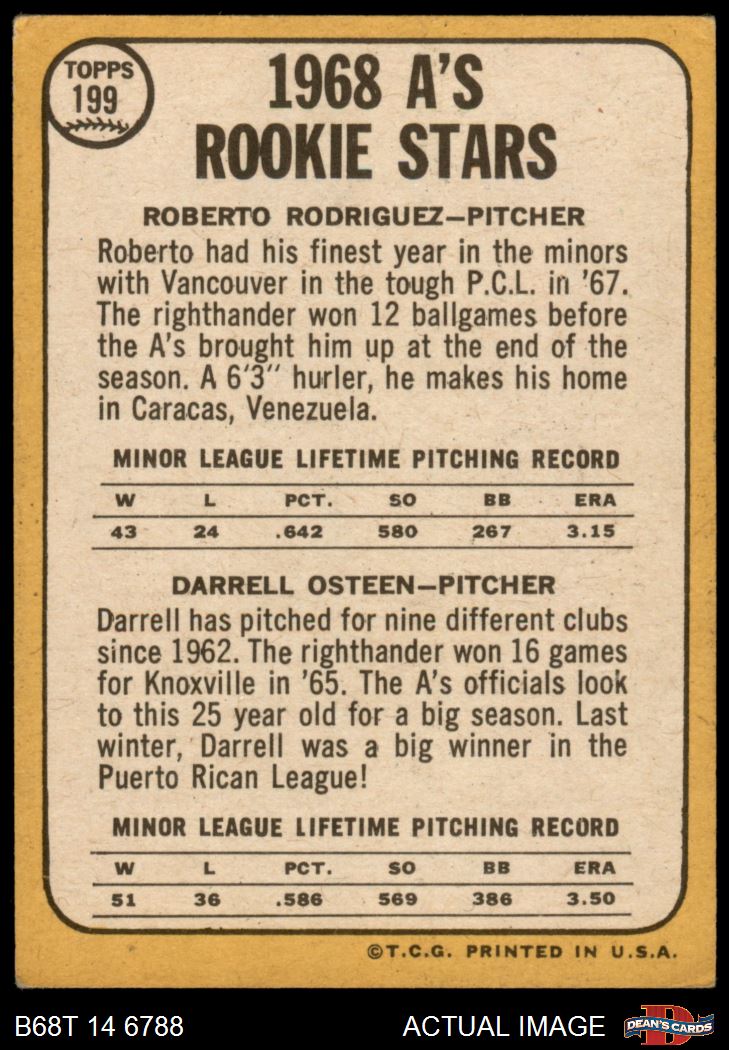 TOPPS
199
1968 A'S
ROOKIE STARS
ROBERTO RODRIGUEZ—PITCHER
Roberto had his finest year in the minors
with Vancouver in the tough P.C.L. in '67.
The righthander won 12 ballgames before
the A's brought him up at the end of the
season. A 6'3" hurler, he makes his home
in Caracas, Venezuela.
MINOR LEAGUE LIFETIME PITCHING RECORD
W L PCT. SO BB ERA
43 24 .642 580 267 3.15
DARRELL OSTEEN—PITCHER
Darrell has pitched for nine different clubs
since 1962. The righthander won 16 games
for Knoxville in '65. The A's officials look
to this 25 year old for a big season. Last
winter, Darrell was a big winner in the
Puerto Rican League!
MINOR LEAGUE LIFETIME PITCHING RECORD
W L PCT. SO BB ERA
51 36 .586 569 386 3.50
©T.C.G. PRINTED IN U.S.A.
B68T 14 6788 ACTUAL IMAGE D DEAN'S CARDS